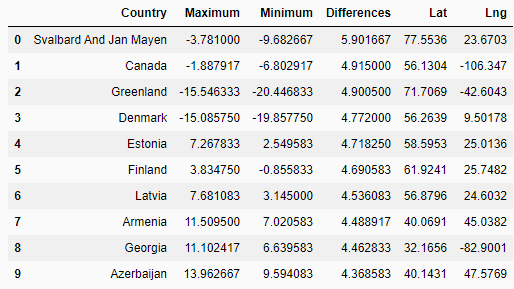 Country Maximum Minimum Differences Lat Lng
0 Svalbard And Jan Mayen -3.781000 -9.682667 5.901667 77.5536 23.6703
1 Canada -1.887917 -6.802917 4.915000 56.1304 -106.347
2 Greenland -15.546333 -20.446833 4.900500 71.7069 -42.6043
3 Denmark -15.085750 -19.857750 4.772000 56.2639 9.50178
4 Estonia 7.267833 2.549583 4.718250 58.5953 25.0136
5 Finland 3.834750 -0.855833 4.690583 61.9241 25.7482
6 Latvia 7.681083 3.145000 4.536083 56.8796 24.6032
7 Armenia 11.509500 7.020583 4.488917 40.0691 45.0382
8 Georgia 11.102417 6.639583 4.462833 32.1656 -82.9001
9 Azerbaijan 13.962667 9.594083 4.368583 40.1431 47.5769